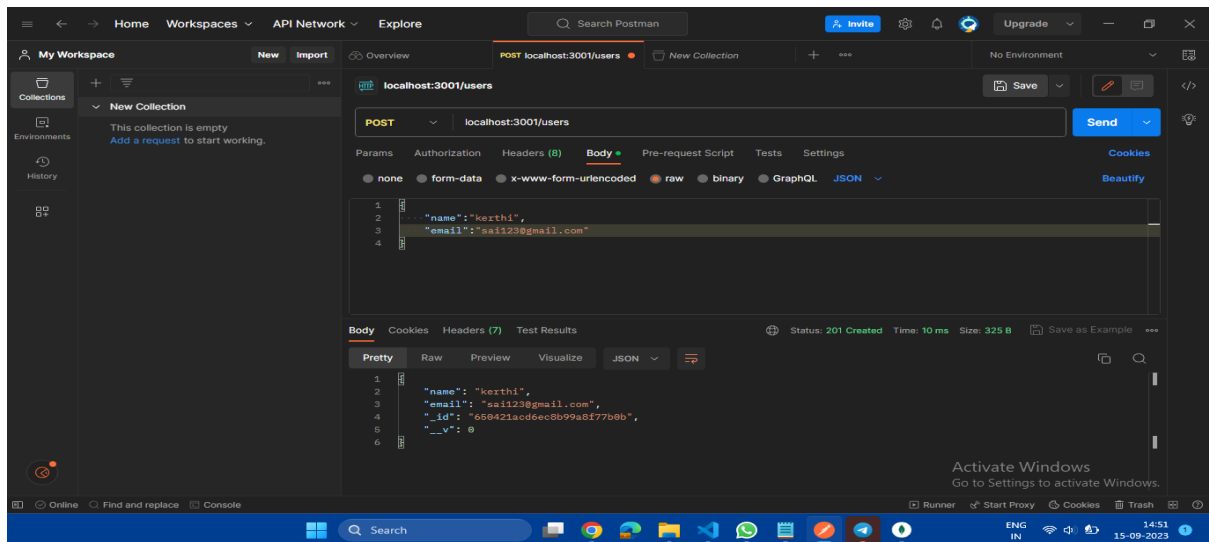 Home Workspaces API Network Explore Search Postman Invite Upgrade
My Workspace New Import Overview POST localhost:3001/users New Collection No Environment
Collections
New Collection
This collection is empty
Add a request to start working.
Environments
History
localhost:3001/users Save
POST localhost:3001/users Send
Params Authorization Headers (8) Body Pre-request Script Tests Settings Cookies
none form-data x-www-form-urlencoded raw binary GraphQL JSON Beautify
1 {
2 "name":"kerthi",
3 "email":"sai123@gmail.com"
4 }
Body Cookies Headers (7) Test Results Status: 201 Created Time: 10 ms Size: 325 B Save as Example
Pretty Raw Preview Visualize JSON
1 {
2 "name": "kerthi",
3 "email": "sai123@gmail.com",
4 "_id": "650421acd6ec8b99a8f77b0b",
5 "__v": 0
6 }
Activate Windows
Go to Settings to activate Windows.
Online Find and replace Console Runner Start Proxy Cookies Trash
Search ENG 14:51
IN 15-09-2023 1